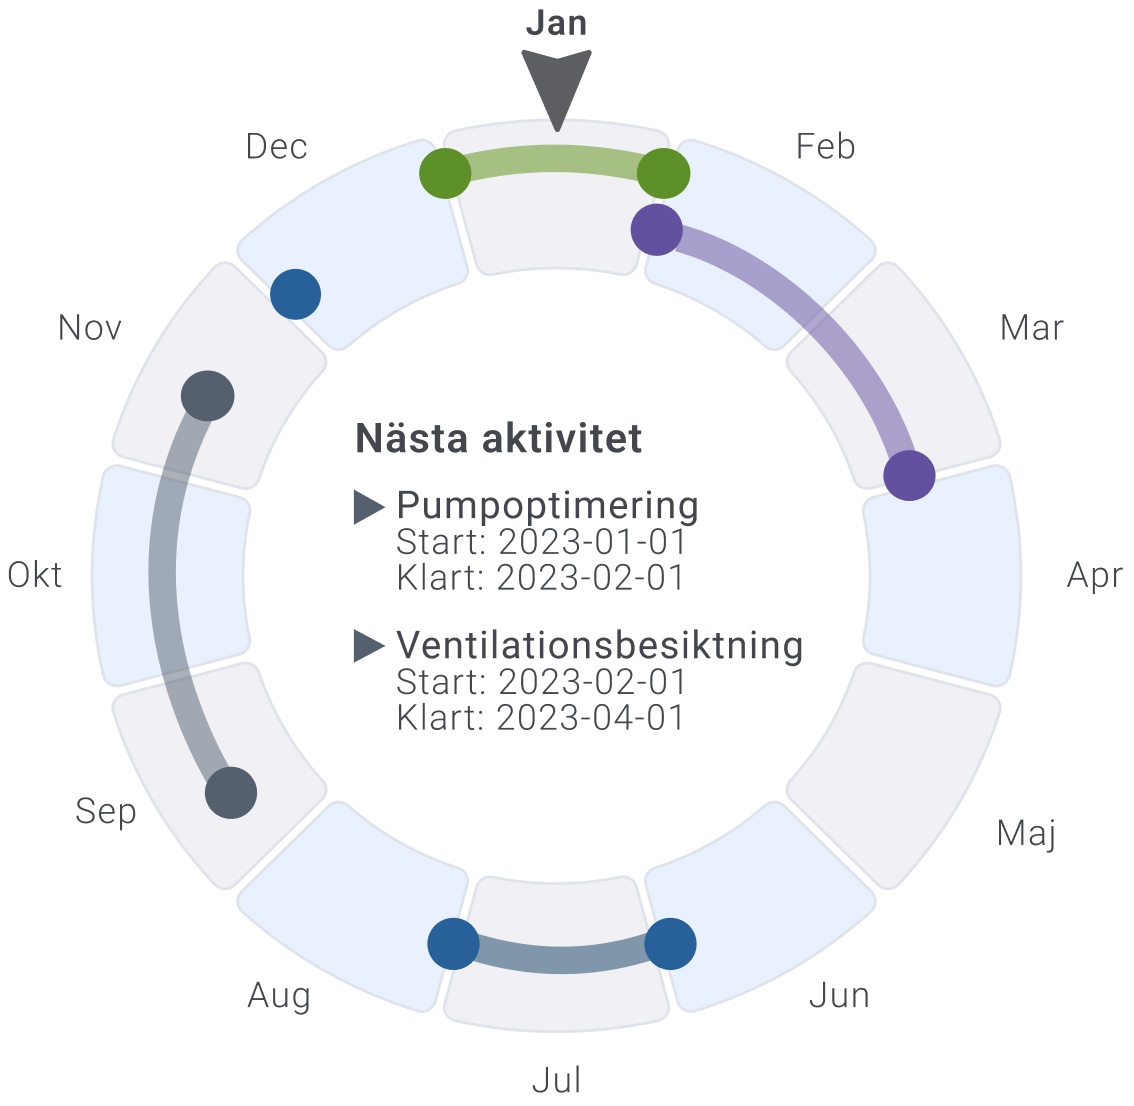 Jan
Dec
Feb
Nov
Mar
Nästa aktivitet
Pumpoptimering
Start: 2023-01-01
Klart: 2023-02-01
Okt
Apr
Ventilationsbesiktning
Start: 2023-02-01
Klart: 2023-04-01
Sep
Maj
Aug
Jun
Jul